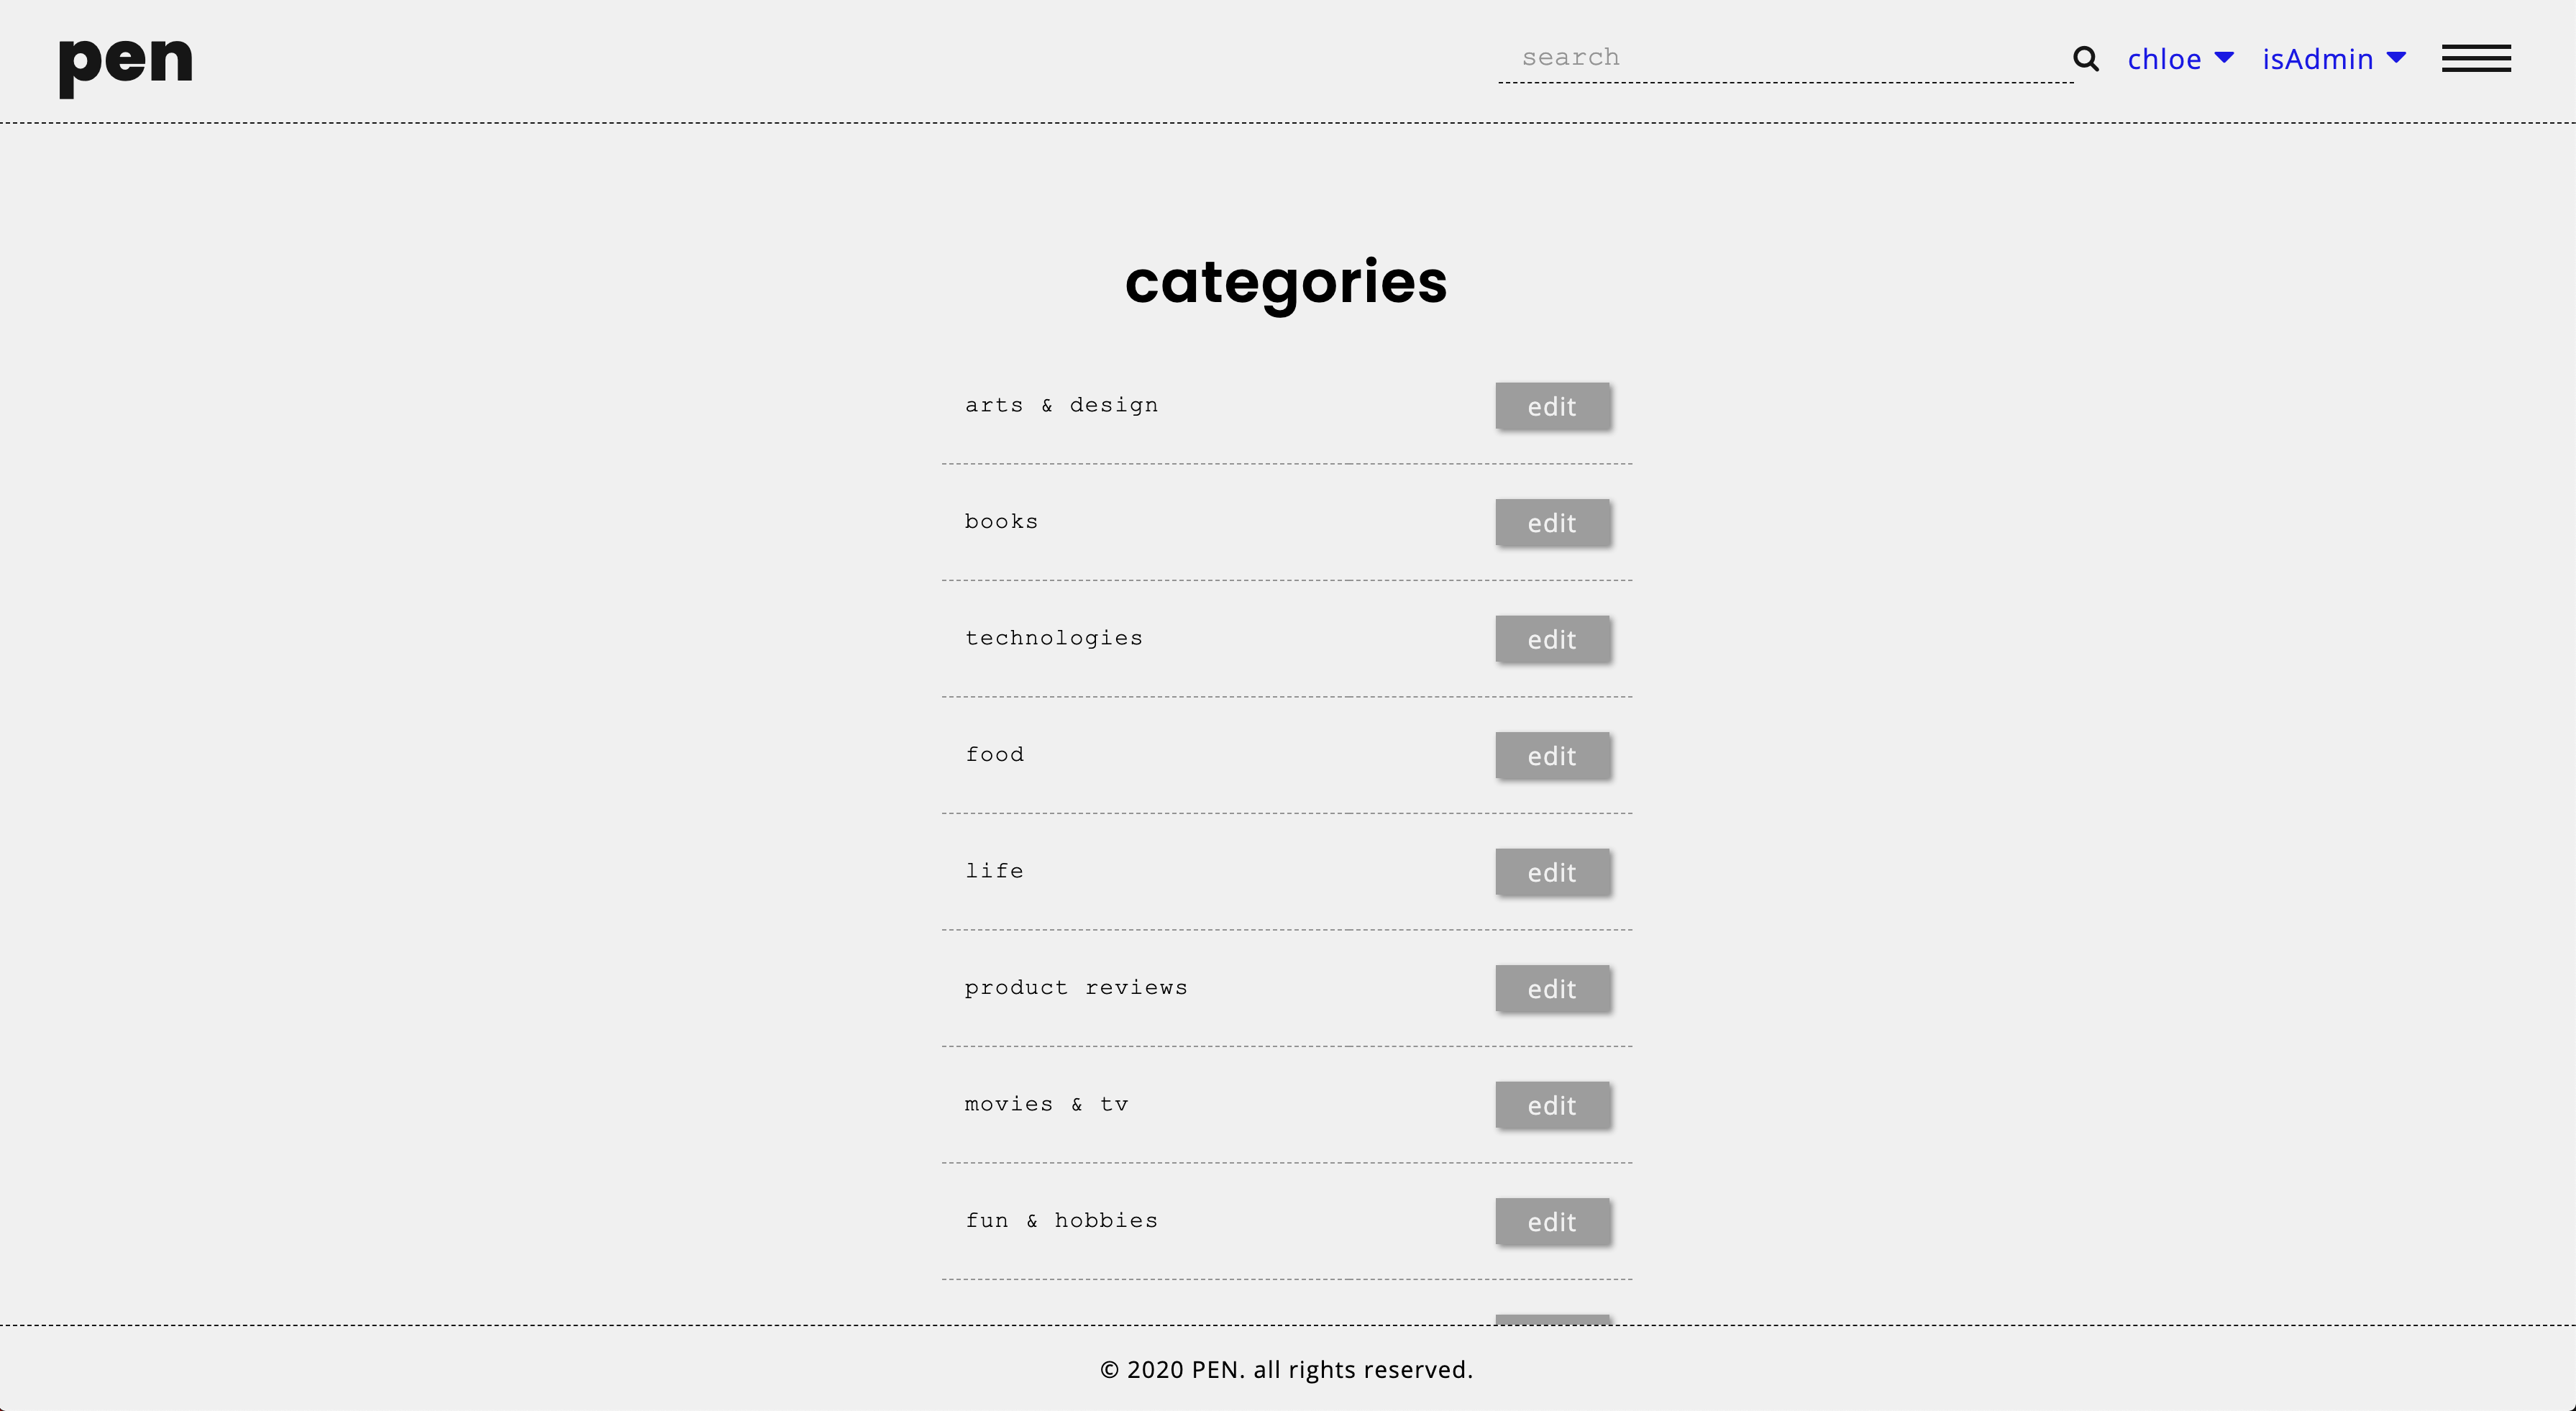 pen
search
chloe
isAdmin
categories
arts & design
edit
books
edit
technologies
edit
food
edit
life
edit
product reviews
edit
movies & tv
edit
fun & hobbies
edit
© 2020 PEN. all rights reserved.